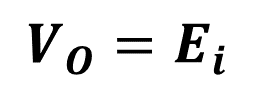 V_O = E_i